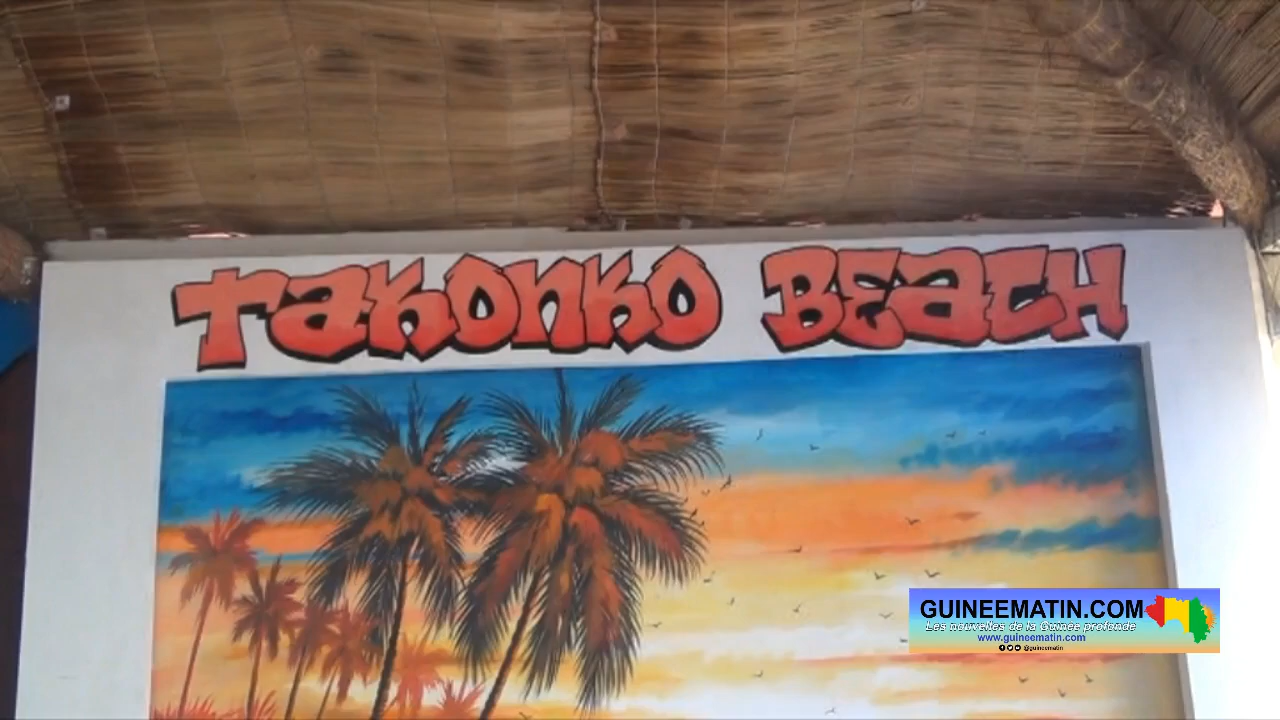 TaKONKO BEaCH
GUINEEMATIN.COM
Les nouvelles de la Guinée profonde
www.guineematin.com
@guineematin